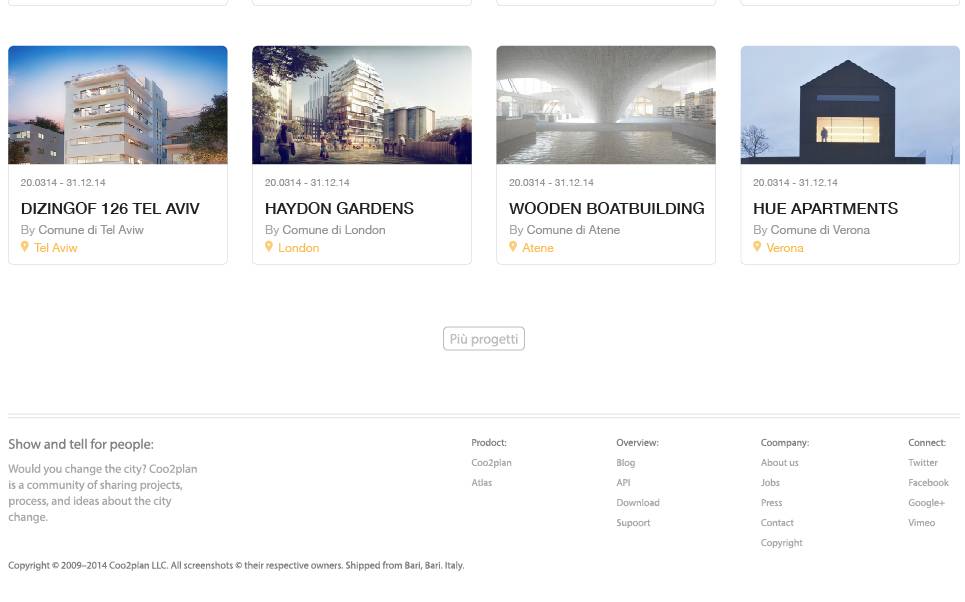 20.0314 - 31.12.14
DIZINGOF 126 TEL AVIV
By Comune di Tel Aviw
Tel Aviw
20.0314 - 31.12.14
HAYDON GARDENS
By Comune di London
London
20.0314 - 31.12.14
WOODEN BOATBUILDING
By Comune di Atene
Atene
20.0314 - 31.12.14
HUE APARTMENTS
By Comune di Verona
Verona
Più progetti
Show and tell for people:
Would you change the city? Coo2plan
is a community of sharing projects,
process, and ideas about the city
change.
Product:
Coo2plan
Atlas
Overview:
Blog
API
Download
Supoort
Coompany:
About us
Jobs
Press
Contact
Copyright
Connect:
Twitter
Facebook
Google+
Vimeo
Copyright © 2009–2014 Coo2plan LLC. All screenshots © their respective owners. Shipped from Bari, Bari. Italy.